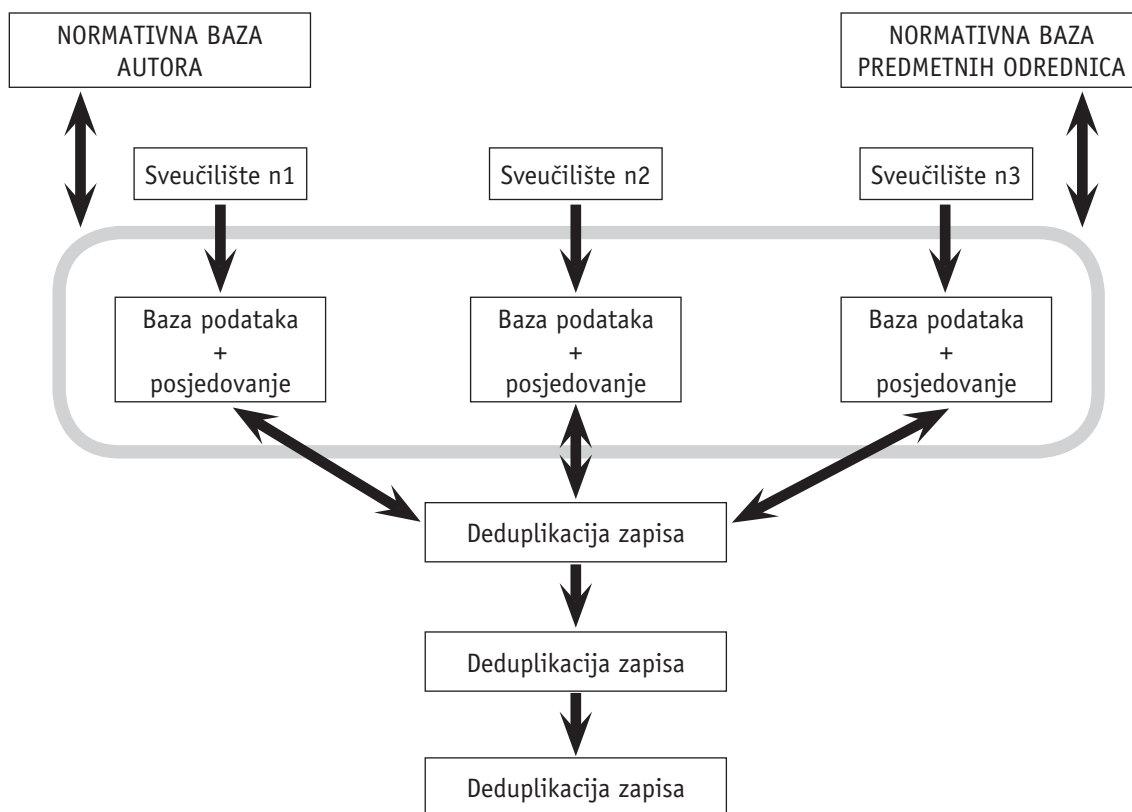 NORMATIVNA BAZA
AUTORA
NORMATIVNA BAZA
PREDMETNIH ODREDNICA
Sveučilište n1
Sveučilište n2
Sveučilište n3
Baza podataka
+
posjedovanje
Baza podataka
+
posjedovanje
Baza podataka
+
posjedovanje
Deduplikacija zapisa
Deduplikacija zapisa
Deduplikacija zapisa